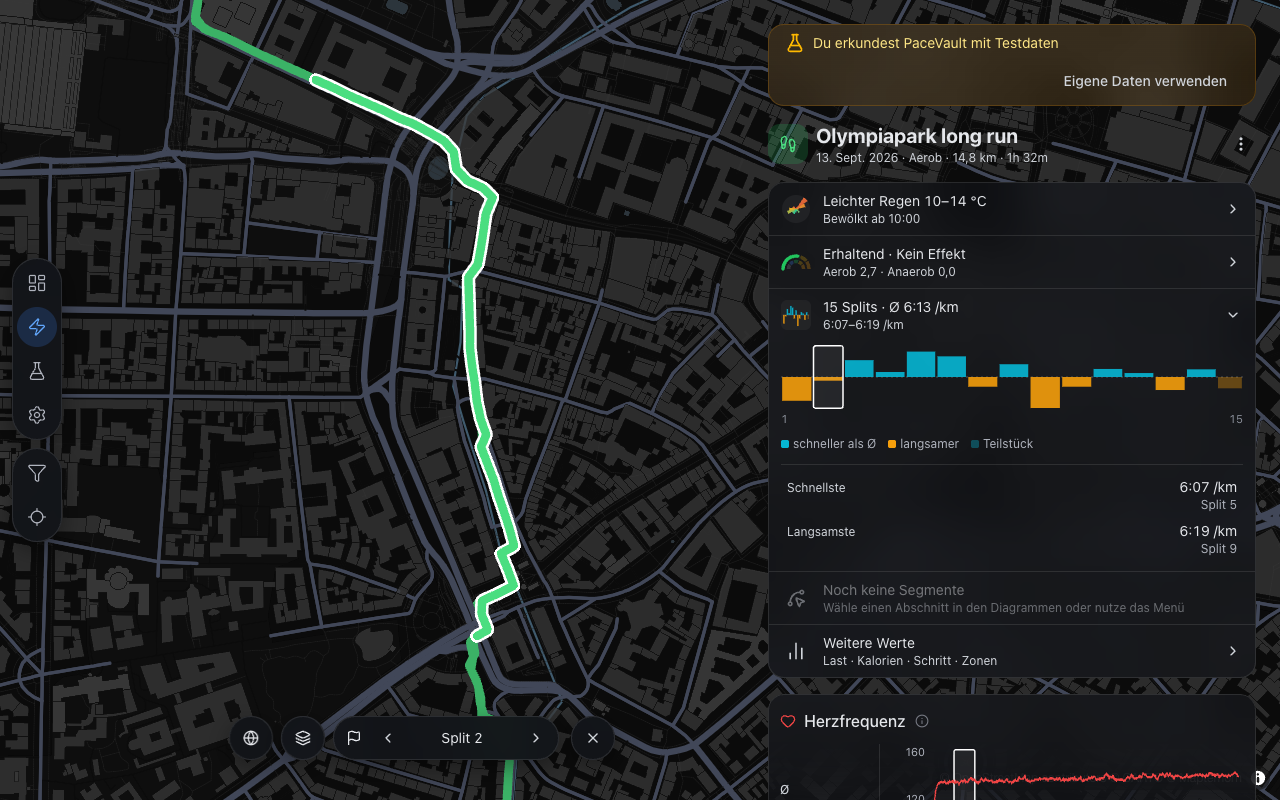 Du erkundest PaceVault mit Testdaten
Eigene Daten verwenden
Olympiapark long run
13. Sept. 2026 · Aerob · 14,8 km · 1h 32m
Leichter Regen 10–14 °C
Bewölkt ab 10:00
Erhaltend · Kein Effekt
Aerob 2,7 · Anaerob 0,0
15 Splits · Ø 6:13 /km
6:07–6:19 /km
1 15
schneller als Ø langsamer Teilstück
Schnellste 6:07 /km
Split 5
Langsamste 6:19 /km
Split 9
Noch keine Segmente
Wähle einen Abschnitt in den Diagrammen oder nutze das Menü
Weitere Werte
Last · Kalorien · Schritt · Zonen
Split 2
Herzfrequenz
160
Ø
120